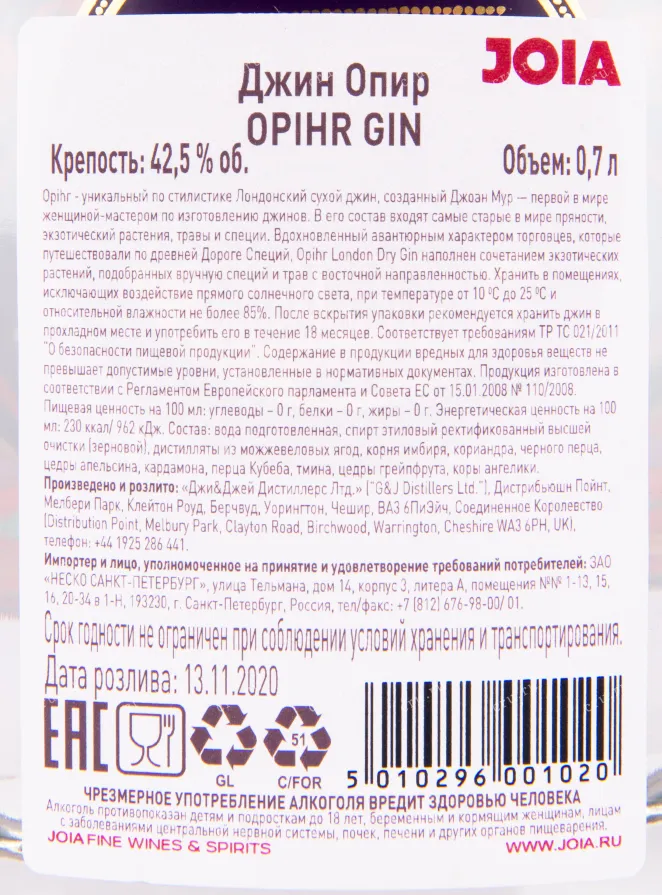 JOIA
Джин Опир
OPIHR GIN
Крепость: 42,5 % об.
Объем: 0,7 л
Opihr - уникальный по стилистике Лондонский сухой джин, созданный Джоан Мур — первой в мире
женщиной-мастером по изготовлению джинов. В его состав входят самые старые в мире пряности,
экзотический растения, травы и специи. Вдохновленный авантюрным характером торговцев, которые
путешествовали по древней Дороге Специй, Opihr London Dry Gin наполнен сочетанием экзотических
растений, подобранных вручную специй и трав с восточной направленностью. Хранить в помещениях,
исключающих воздействие прямого солнечного света, при температуре от 10 ºС до 25 ºС и
относительной влажности не более 85%. После вскрытия упаковки рекомендуется хранить джин в
прохладном месте и употребить его в течение 18 месяцев. Соответствует требованиям ТР ТС 021/2011
"О безопасности пищевой продукции". Содержание в продукции вредных для здоровья веществ не
превышает допустимые уровни, установленные в нормативных документах. Продукция изготовлена в
соответствии с Регламентом Европейского парламента и Совета ЕС от 15.01.2008 № 110/2008.
Пищевая ценность на 100 мл: углеводы – 0 г, белки – 0 г, жиры – 0 г. Энергетическая ценность на 100
мл: 230 ккал/ 962 кДж. Состав: вода подготовленная, спирт этиловый ректификованный высшей
очистки (зерновой), дистилляты из можжевеловых ягод, корня имбиря, кориандра, черного перца,
цедры апельсина, кардамона, перца Кубеба, тмина, цедры грейпфрута, коры ангелики.
Произведено и розлито: «Джи&Джей Дистиллерс Лтд.» ("G&J Distillers Ltd."), Дистрибьюшн Пойнт,
Мелбери Парк, Клейтон Роуд, Берчвуд, Уорингтон, Чешир, ВАЗ 6ПиЭйч, Соединенное Королевство
(Distribution Point, Melbury Park, Clayton Road, Birchwood, Warrington, Cheshire WA3 6PH, UK),
телефон: +44 1925 286 441.
Импортер и лицо, уполномоченное на принятие и удовлетворение требований потребителей: ЗАО
«НЕСКО САНКТ-ПЕТЕРБУРГ», улица Тельмана, дом 14, корпус 3, литера А, помещения №№ 1-13, 15,
16, 20-34 в 1-Н, 193230, г. Санкт-Петербург, Россия, тел/факс: +7 (812) 676-98-00/ 01.
Срок годности не ограничен при соблюдении условий хранения и транспортирования.
Дата розлива: 13.11.2020
EAC
GL
51
C/FOR
5 010296 001020
ЧРЕЗМЕРНОЕ УПОТРЕБЛЕНИЕ АЛКОГОЛЯ ВРЕДИТ ЗДОРОВЬЮ ЧЕЛОВЕКА
Алкоголь противопоказан детям и подросткам до 18 лет, беременным и кормящим женщинам, лицам
с заболеваниями центральной нервной системы, почек, печени и других органов пищеварения.
JOIA FINE WINES & SPIRITS
WWW.JOIA.RU